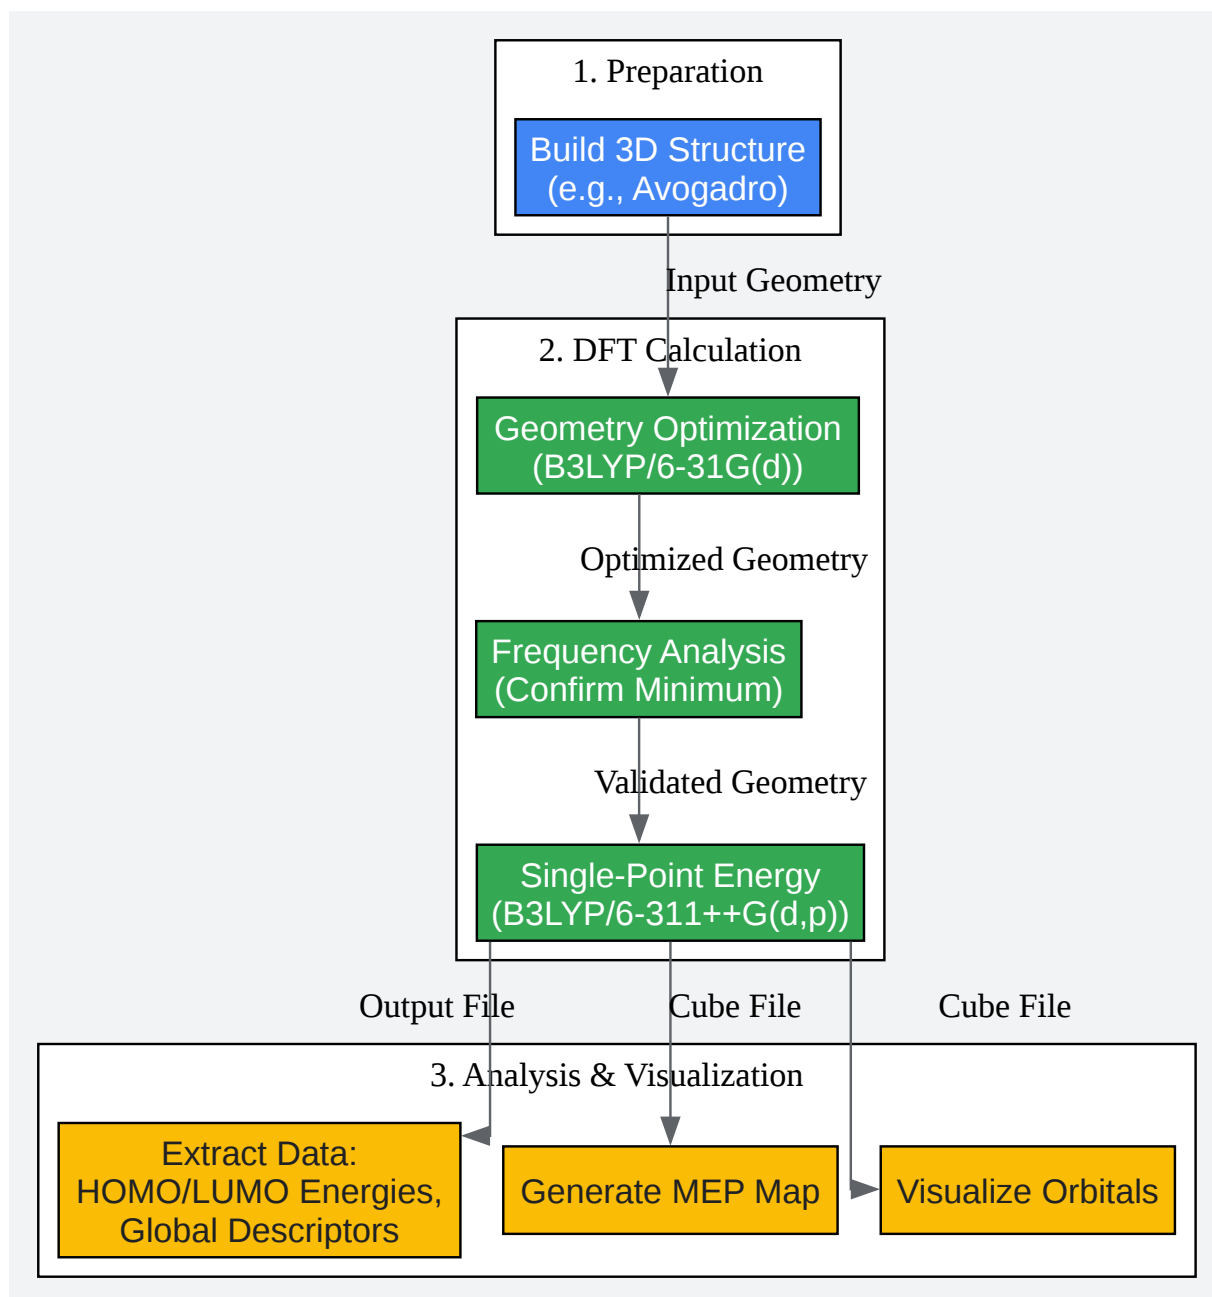 1. Preparation
Build 3D Structure
(e.g., Avogadro)
Input Geometry
2. DFT Calculation
Geometry Optimization
(B3LYP/6-31G(d))
Optimized Geometry
Frequency Analysis
(Confirm Minimum)
Validated Geometry
Single-Point Energy
(B3LYP/6-311++G(d,p))
Output File
Cube File
Cube File
3. Analysis & Visualization
Extract Data:
HOMO/LUMO Energies,
Global Descriptors
Generate MEP Map
Visualize Orbitals